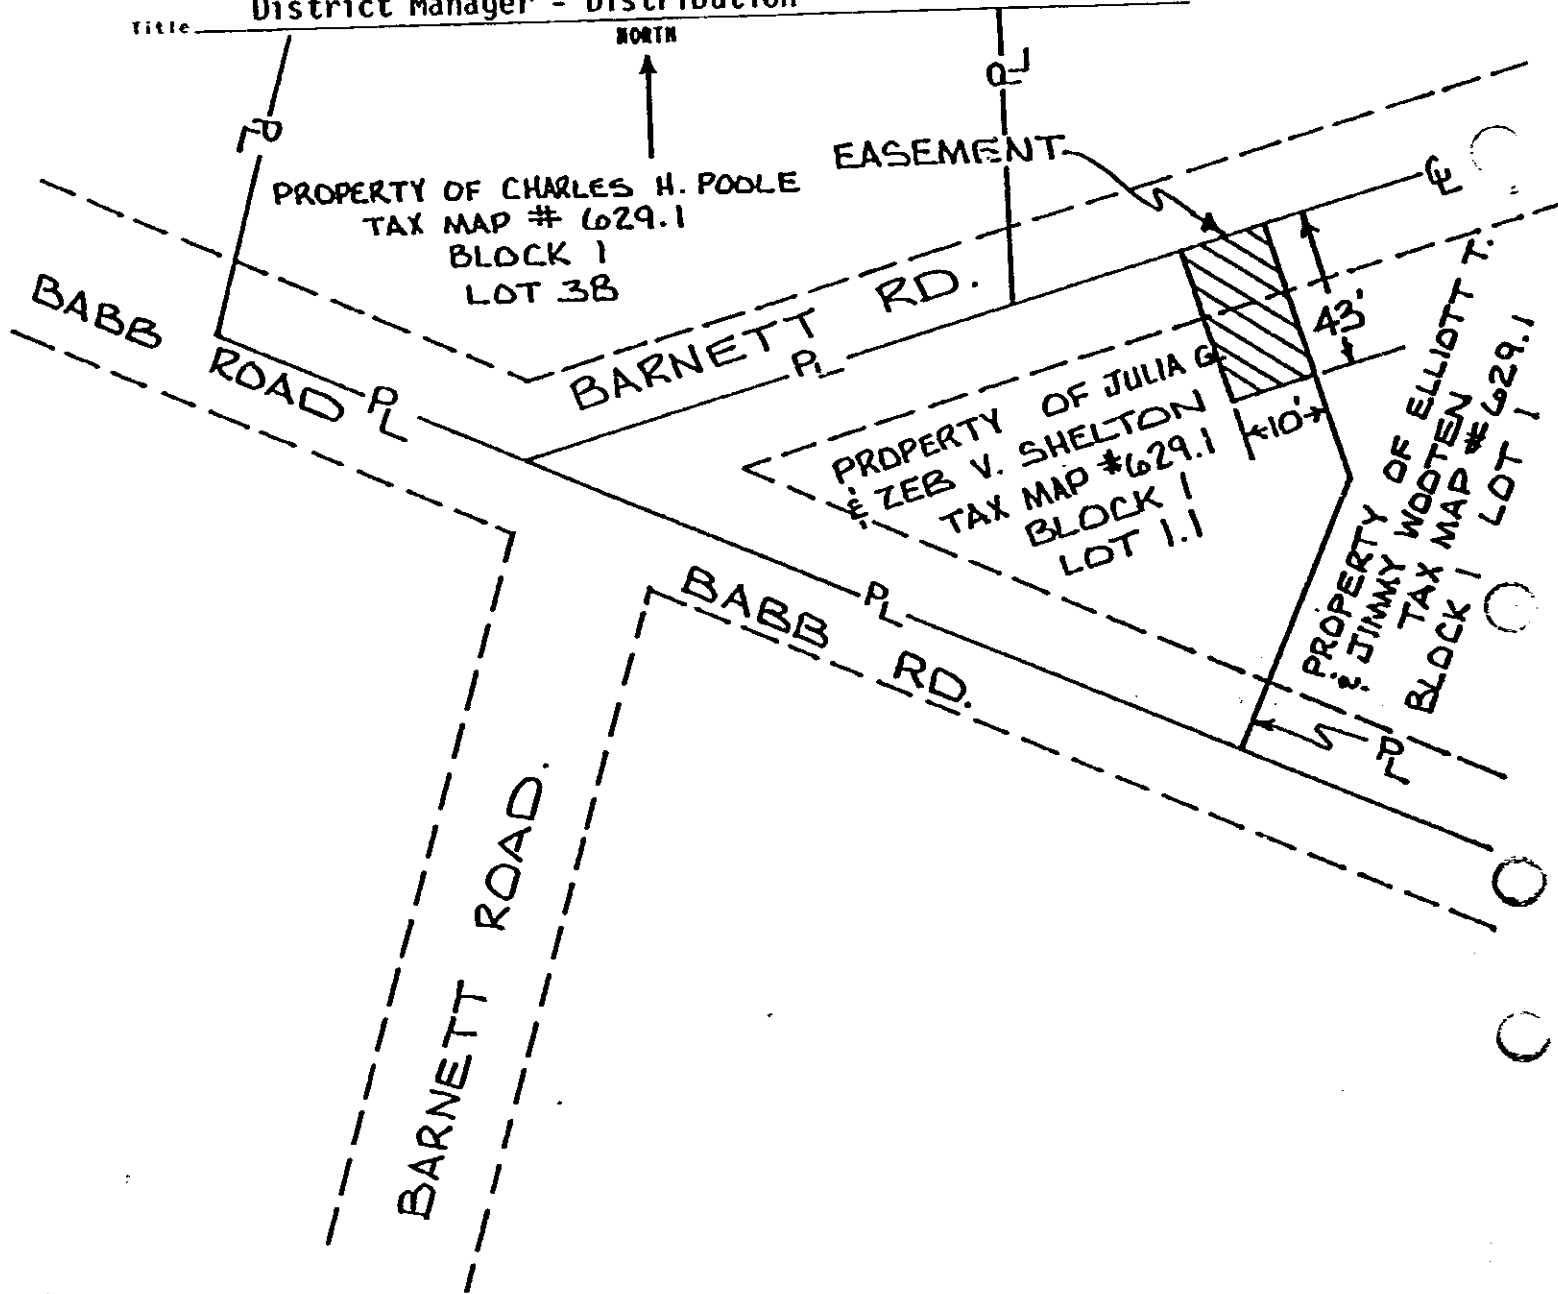 Title District Manager - Distribution
NORTH
PL
PL
EASEMENT
PROPERTY OF CHARLES H. POOLE
TAX MAP # 629.1
BLOCK 1
LOT 38
CL
BABB ROAD
PL
BARNETT RD.
PL
43'
10'
PROPERTY OF JULIA G.
& ZEB V. SHELTON
TAX MAP #629.1
BLOCK 1
LOT 1.1
PROPERTY OF ELLIOTT T.
& JIMMY WOOTEN
TAX MAP #629.1
BLOCK 1 LOT 1
BABB RD.
PL
PL
BARNETT ROAD.